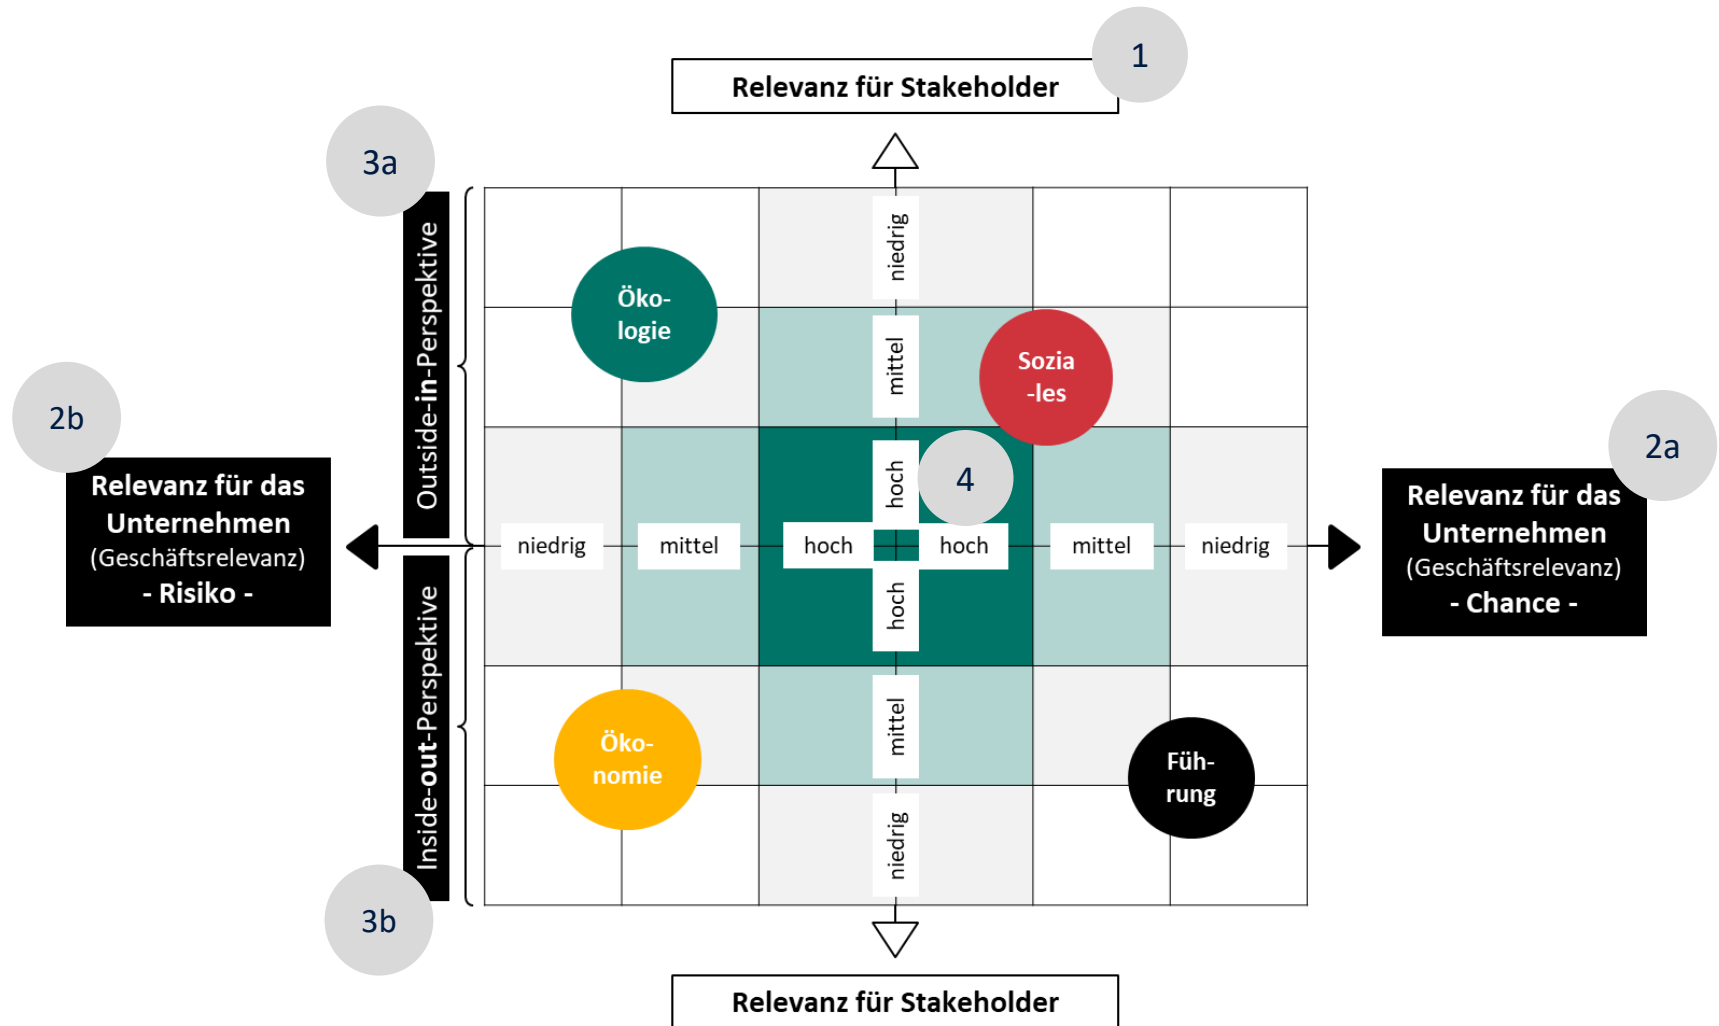 1
Relevanz für Stakeholder
3a
Outside-in-Perspektive
niedrig
Öko-
logie
mittel
Sozia
-les
2b
2a
hoch
4
Relevanz für das
Unternehmen
(Geschäftsrelevanz)
- Risiko -
niedrig
mittel
hoch
hoch
mittel
niedrig
Relevanz für das
Unternehmen
(Geschäftsrelevanz)
- Chance -
Inside-out-Perspektive
hoch
mittel
Öko-
nomie
Füh-
rung
niedrig
3b
Relevanz für Stakeholder